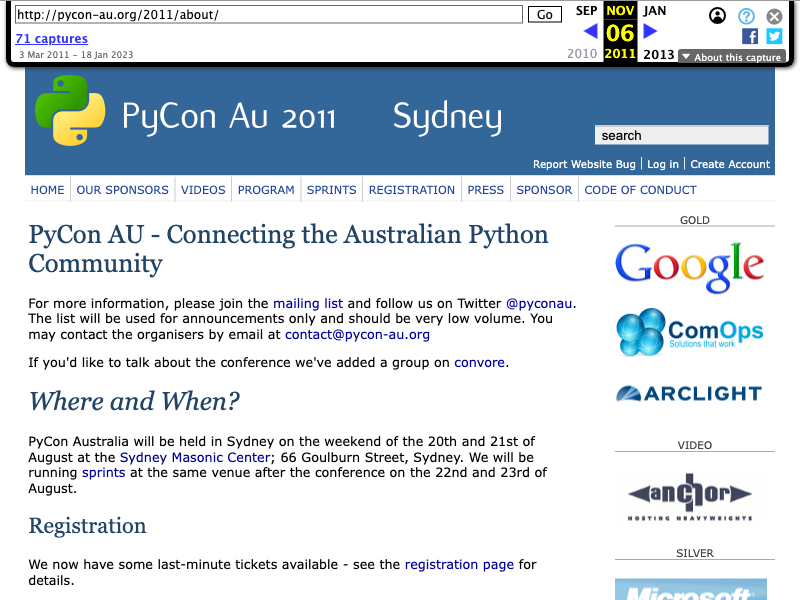 http://pycon-au.org/2011/about/ Go
SEP NOV JAN
06
2010 2011 2013
71 captures
3 Mar 2011 – 18 Jan 2023
About this capture
PyCon Au 2011 Sydney
search
Report Website Bug | Log in | Create Account
HOME OUR SPONSORS VIDEOS PROGRAM SPRINTS REGISTRATION PRESS SPONSOR CODE OF CONDUCT
PyCon AU - Connecting the Australian Python
Community
For more information, please join the mailing list and follow us on Twitter @pyconau.
The list will be used for announcements only and should be very low volume. You
may contact the organisers by email at contact@pycon-au.org
If you'd like to talk about the conference we've added a group on convore.
Where and When?
PyCon Australia will be held in Sydney on the weekend of the 20th and 21st of
August at the Sydney Masonic Center; 66 Goulburn Street, Sydney. We will be
running sprints at the same venue after the conference on the 22nd and 23rd of
August.
Registration
We now have some last-minute tickets available - see the registration page for
details.
GOLD
Google
ComOps
Solutions that work
ARCLIGHT
VIDEO
anchor
HOSTING HEAVYWEIGHTS
SILVER
Microsoft